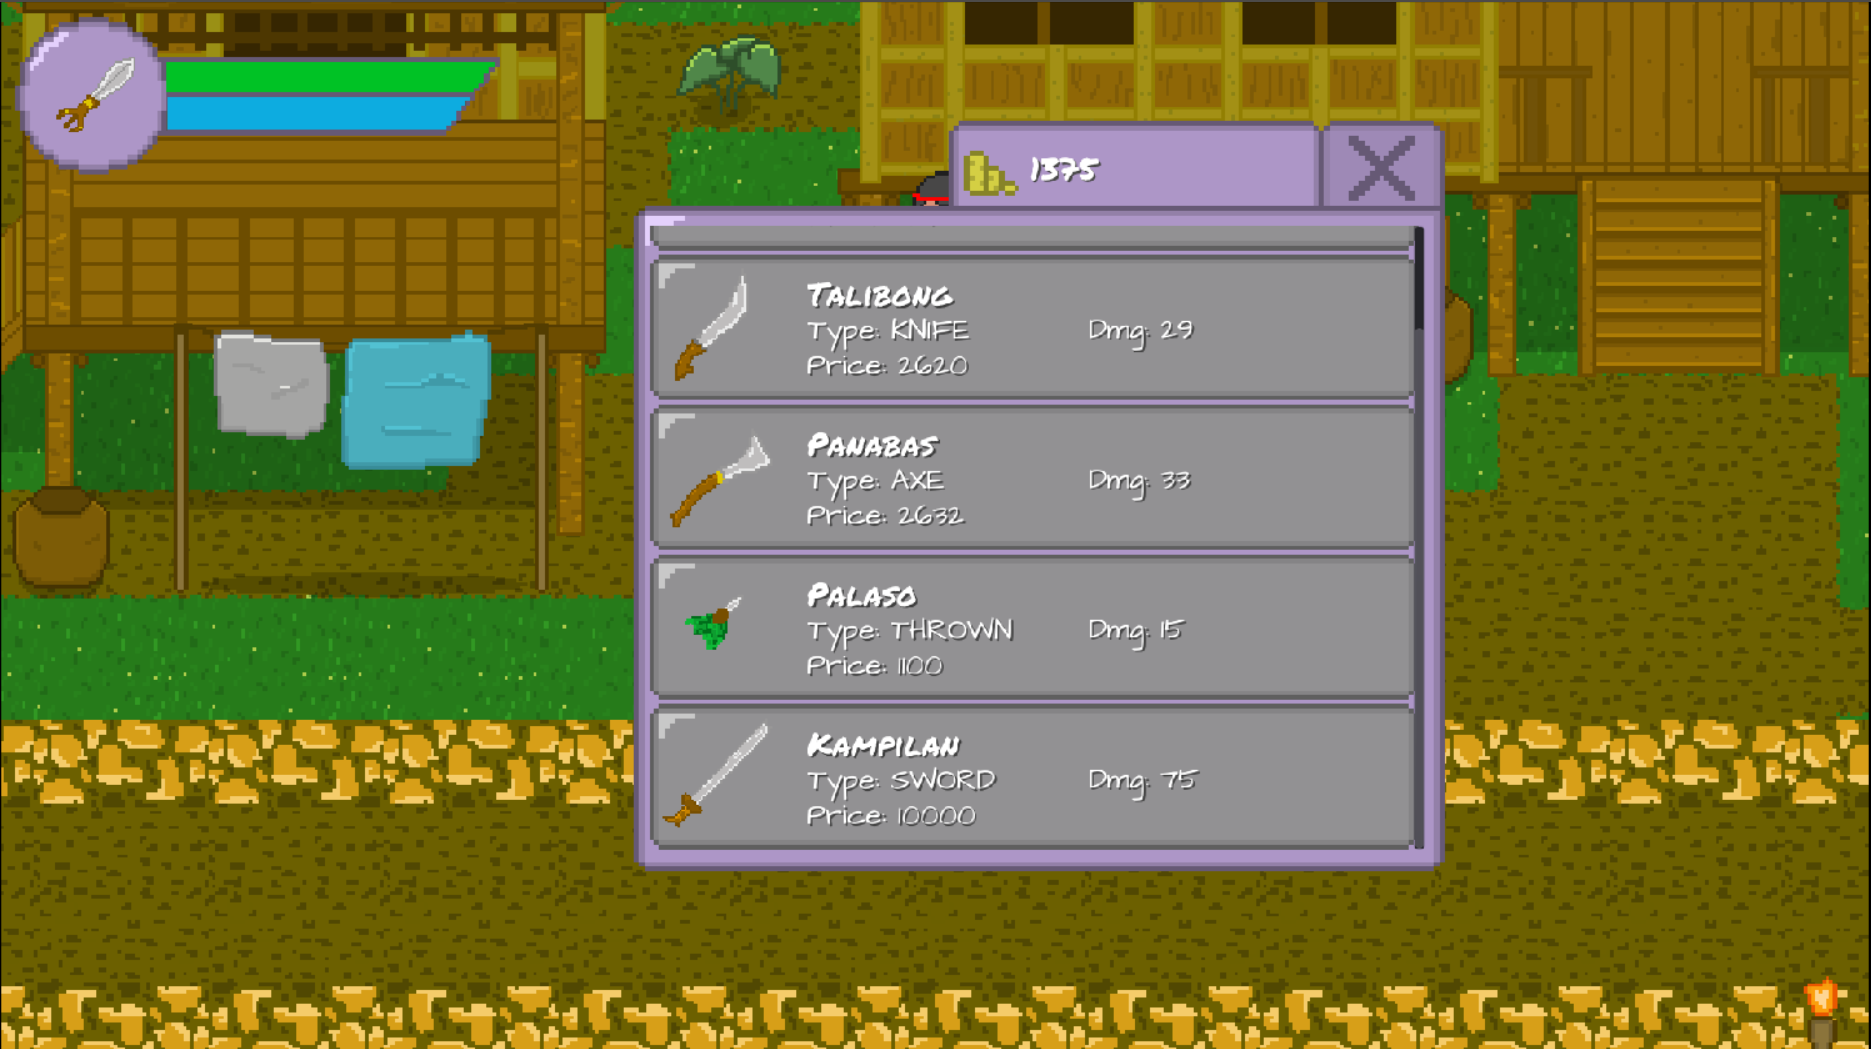 1375
TALIBONG
Type: KNIFE Dmg: 29
Price: 2620
PANABAS
Type: AXE Dmg: 33
Price: 2632
PALASO
Type: THROWN Dmg: 15
Price: 1100
KAMPILAN
Type: SWORD Dmg: 75
Price: 10000